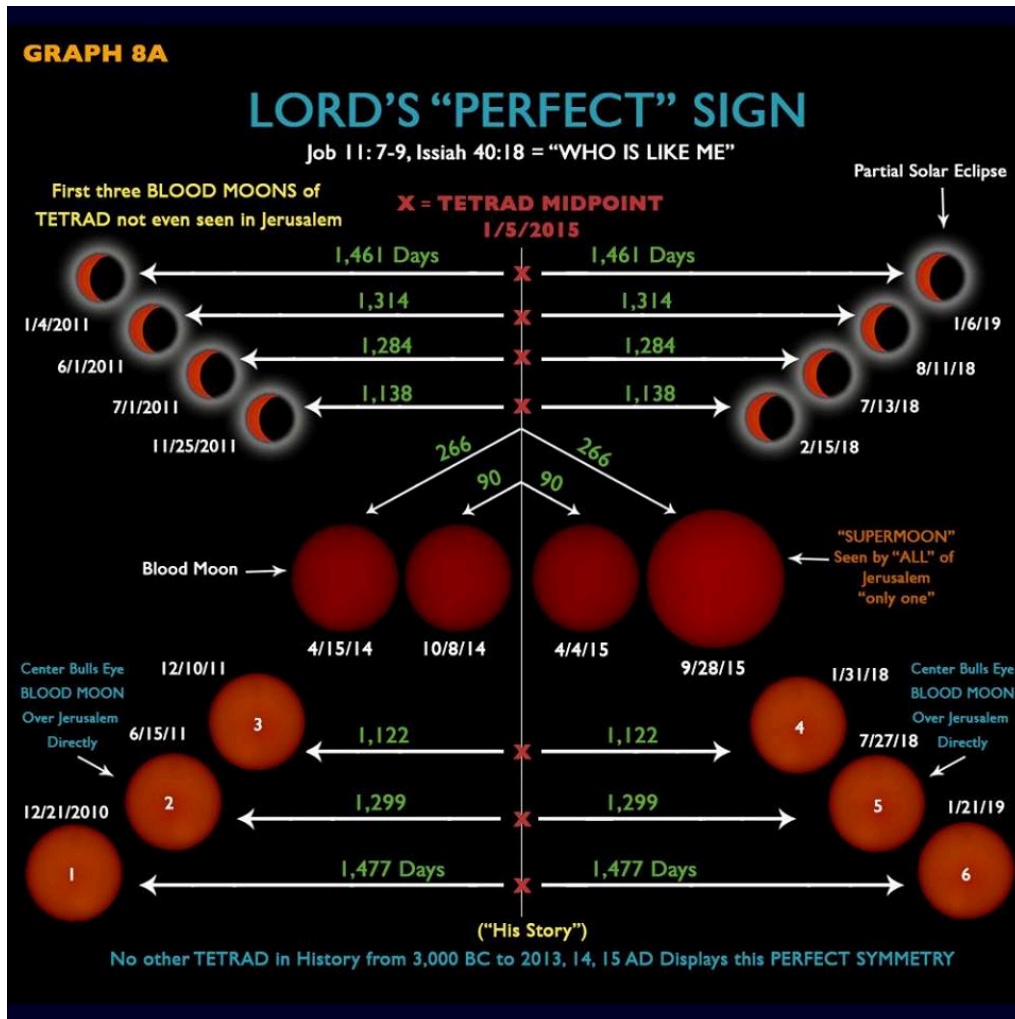 GRAPH 8A
LORD'S “PERFECT” SIGN
Job 11: 7-9, Issiah 40:18 = “WHO IS LIKE ME”
First three BLOOD MOONS of
TETRAD not even seen in Jerusalem
X = TETRAD MIDPOINT
1/5/2015
Partial Solar Eclipse
1,461 Days
X
1,461 Days
1/4/2011
1/6/19
1,314
X
1,314
6/1/2011
8/11/18
1,284
X
1,284
7/1/2011
7/13/18
1,138
X
1,138
11/25/2011
2/15/18
266
266
90
90
Blood Moon
“SUPERMOON”
Seen by “ALL” of
Jerusalem
“only one”
4/15/14
10/8/14
4/4/15
9/28/15
Center Bulls Eye
BLOOD MOON
Over Jerusalem
Directly
12/10/11
3
6/15/11
2
12/21/2010
1
1/31/18
4
7/27/18
5
1/21/19
6
Center Bulls Eye
BLOOD MOON
Over Jerusalem
Directly
1,122
X
1,122
1,299
X
1,299
1,477 Days
X
1,477 Days
(“His Story”)
No other TETRAD in History from 3,000 BC to 2013, 14, 15 AD Displays this PERFECT SYMMETRY